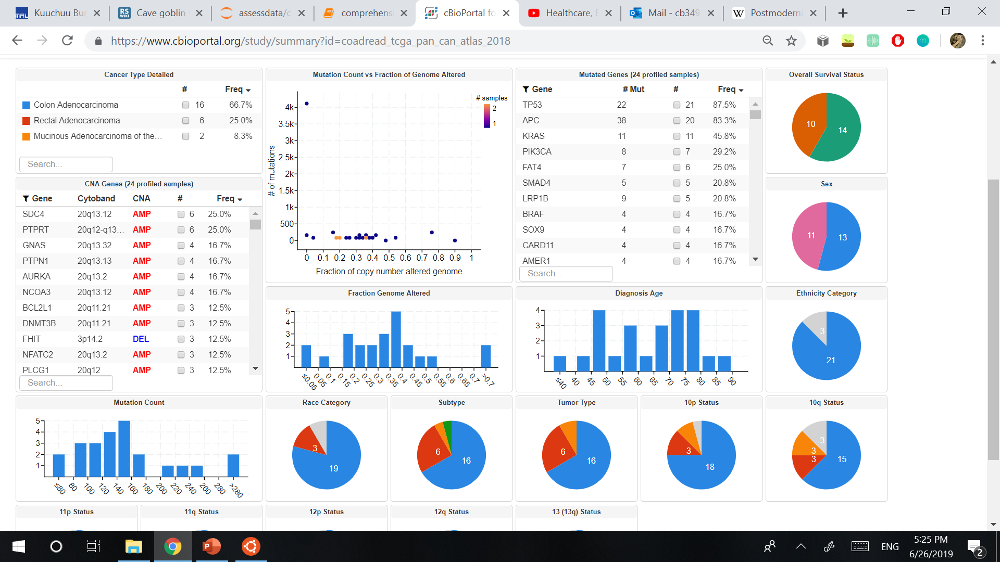 Kuuchuu Bur
RS WIKI
Cave goblin
assessdata/c
comprehensi
cBioPortal fo
Healthcare, E
Mail - cb349
W
Postmoderni
https://www.cbioportal.org/study/summary?id=coadread_tcga_pan_can_atlas_2018
Cancer Type Detailed
# Freq
Colon Adenocarcinoma 16 66.7%
Rectal Adenocarcinoma 6 25.0%
Mucinous Adenocarcinoma of the... 2 8.3%
Search...
Mutation Count vs Fraction of Genome Altered
# samples
2
1
# of mutations
4k
3.5k
3k
2.5k
2k
1.5k
1k
500
0
0 0.1 0.2 0.3 0.4 0.5 0.6 0.7 0.8 0.9 1
Fraction of copy number altered genome
Mutated Genes (24 profiled samples)
Gene # Mut # Freq
TP53 22 21 87.5%
APC 38 20 83.3%
KRAS 11 11 45.8%
PIK3CA 8 7 29.2%
FAT4 7 6 25.0%
SMAD4 5 5 20.8%
LRP1B 9 5 20.8%
BRAF 4 4 16.7%
SOX9 4 4 16.7%
CARD11 4 4 16.7%
AMER1 4 4 16.7%
Search...
Overall Survival Status
10 14
Sex
11 13
CNA Genes (24 profiled samples)
Gene Cytoband CNA # Freq
SDC4 20q13.12 AMP 6 25.0%
PTPRT 20q12-q13... AMP 6 25.0%
GNAS 20q13.32 AMP 4 16.7%
PTPN1 20q13.13 AMP 4 16.7%
AURKA 20q13.2 AMP 4 16.7%
NCOA3 20q13.12 AMP 4 16.7%
BCL2L1 20q11.21 AMP 3 12.5%
DNMT3B 20q11.21 AMP 3 12.5%
FHIT 3p14.2 DEL 3 12.5%
NFATC2 20q13.2 AMP 3 12.5%
PLCG1 20q12 AMP 3 12.5%
Search...
Fraction Genome Altered
5
4
3
2
1
≤0.05 0.05 0.1 0.15 0.2 0.25 0.3 0.35 0.4 0.45 0.5 0.55 0.6 0.65 0.7 >0.7
Diagnosis Age
4
3
2
1
≤40 40 45 50 55 60 65 70 75 80 85 90
Ethnicity Category
3
21
Mutation Count
5
4
3
2
1
≤80 80 100 120 140 160 180 200 220 240 260 280 >280
Race Category
3
19
Subtype
6
16
Tumor Type
6
16
10p Status
3
18
10q Status
3
3
3
15
11p Status
11q Status
12p Status
12q Status
13 (13q) Status
ENG
5:25 PM
6/26/2019
2